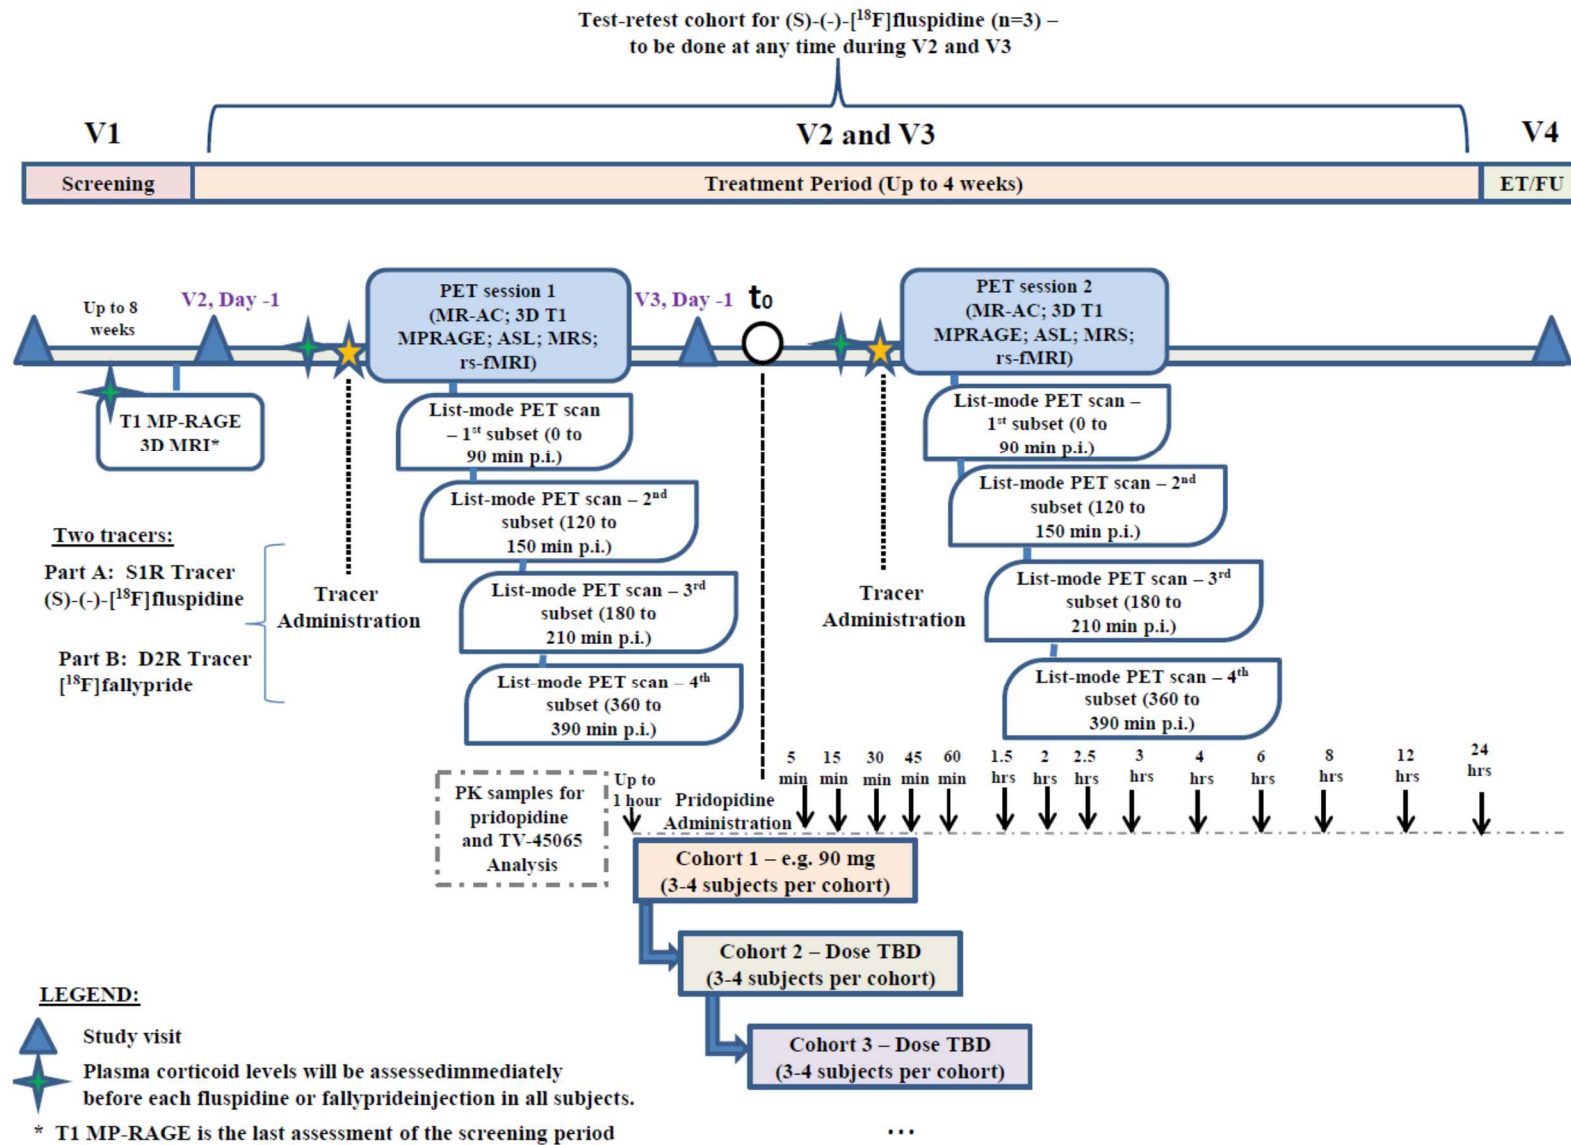 Test-retest cohort for (S)-(-)-[¹⁸F]fluspidine (n=3) –
to be done at any time during V2 and V3
V1
V2 and V3
V4
Screening
Treatment Period (Up to 4 weeks)
ET/FU
Up to 8
weeks
V2, Day -1
PET session 1
(MR-AC; 3D T1
MPRAGE; ASL; MRS;
rs-fMRI)
V3, Day -1
t₀
PET session 2
(MR-AC; 3D T1
MPRAGE; ASL; MRS;
rs-fMRI)
T1 MP-RAGE
3D MRI*
List-mode PET scan
– 1ˢᵗ subset (0 to
90 min p.i.)
List-mode PET scan – 2ⁿᵈ
subset (120 to
150 min p.i.)
List-mode PET scan – 3ʳᵈ
subset (180 to
210 min p.i.)
List-mode PET scan – 4ᵗʰ
subset (360 to
390 min p.i.)
List-mode PET scan –
1ˢᵗ subset (0 to
90 min p.i.)
List-mode PET scan – 2ⁿᵈ
subset (120 to
150 min p.i.)
List-mode PET scan – 3ʳᵈ
subset (180 to
210 min p.i.)
List-mode PET scan – 4ᵗʰ
subset (360 to
390 min p.i.)
Two tracers:
Part A: S1R Tracer
(S)-(-)-[¹⁸F]fluspidine
Part B: D2R Tracer
[¹⁸F]fallypride
Tracer
Administration
Tracer
Administration
PK samples for
pridopidine
and TV-45065
Analysis
Up to
1 hour
Pridopidine
Administration
5
min
15
min
30
min
45
min
60
min
1.5
hrs
2
hrs
2.5
hrs
3
hrs
4
hrs
6
hrs
8
hrs
12
hrs
24
hrs
Cohort 1 – e.g. 90 mg
(3-4 subjects per cohort)
Cohort 2 – Dose TBD
(3-4 subjects per cohort)
Cohort 3 – Dose TBD
(3-4 subjects per cohort)
...
LEGEND:
Study visit
Plasma corticoid levels will be assessedimmediately
before each fluspidine or fallyprideinjection in all subjects.
* T1 MP-RAGE is the last assessment of the screening period